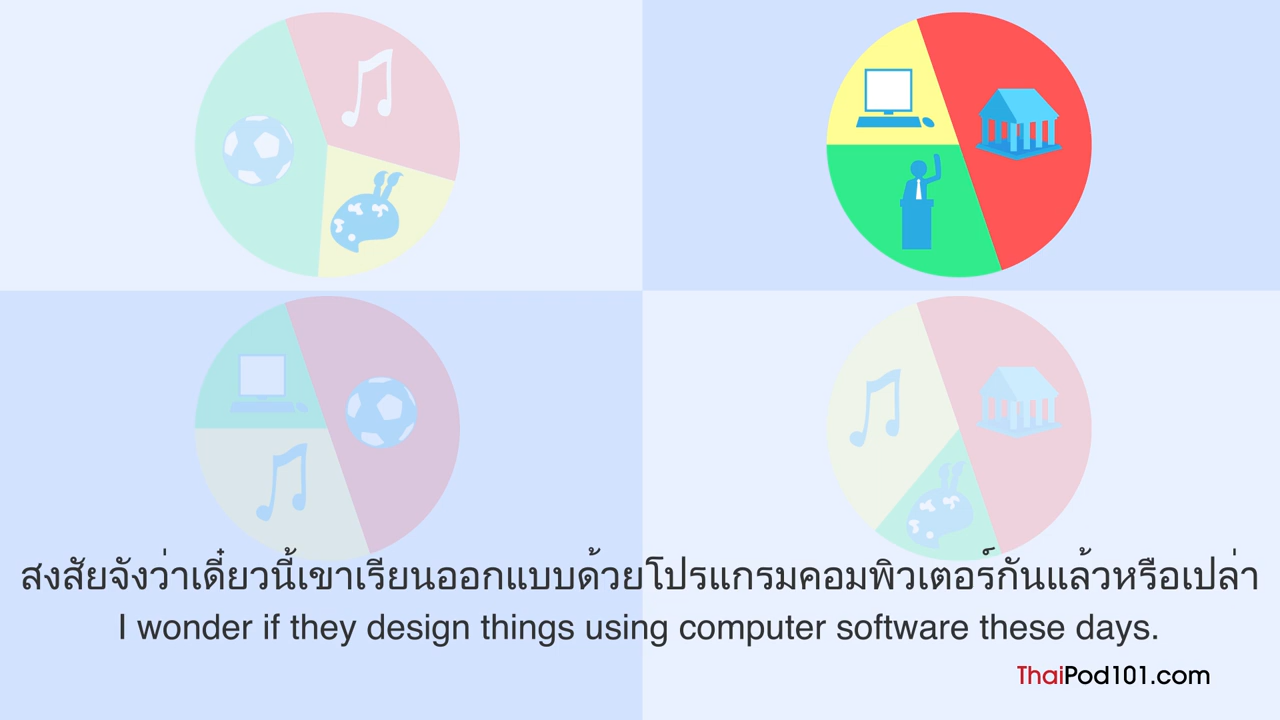 สงสัยจังว่าเดี๋ยวนี้เขาเรียนออกแบบด้วยโปรแกรมคอมพิวเตอร์กันแล้วหรือเปล่า
I wonder if they design things using computer software these days.
ThaiPod101.com